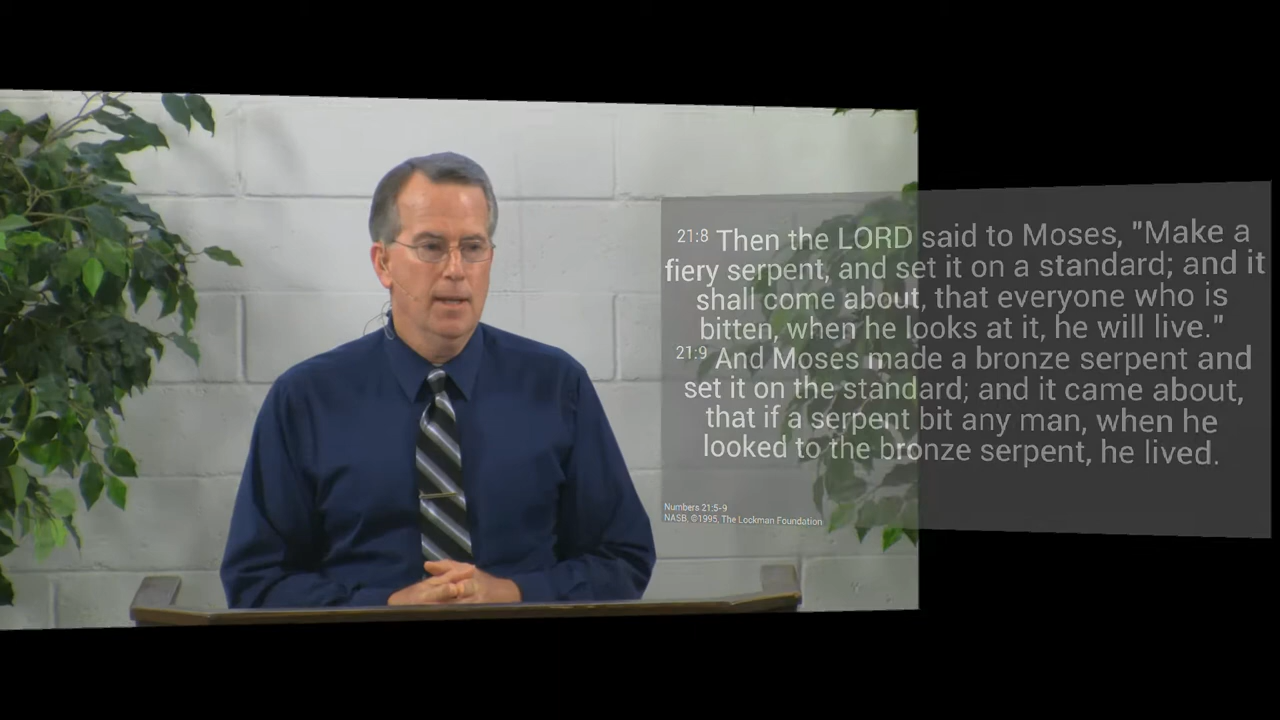 21:8 Then the LORD said to Moses, "Make a
fiery serpent, and set it on a standard; and it
shall come about, that everyone who is
bitten, when he looks at it, he will live."
21:9 And Moses made a bronze serpent and
set it on the standard; and it came about,
that if a serpent bit any man, when he
looked to the bronze serpent, he lived.
Numbers 21:5-9
NASB, ©1995, The Lockman Foundation